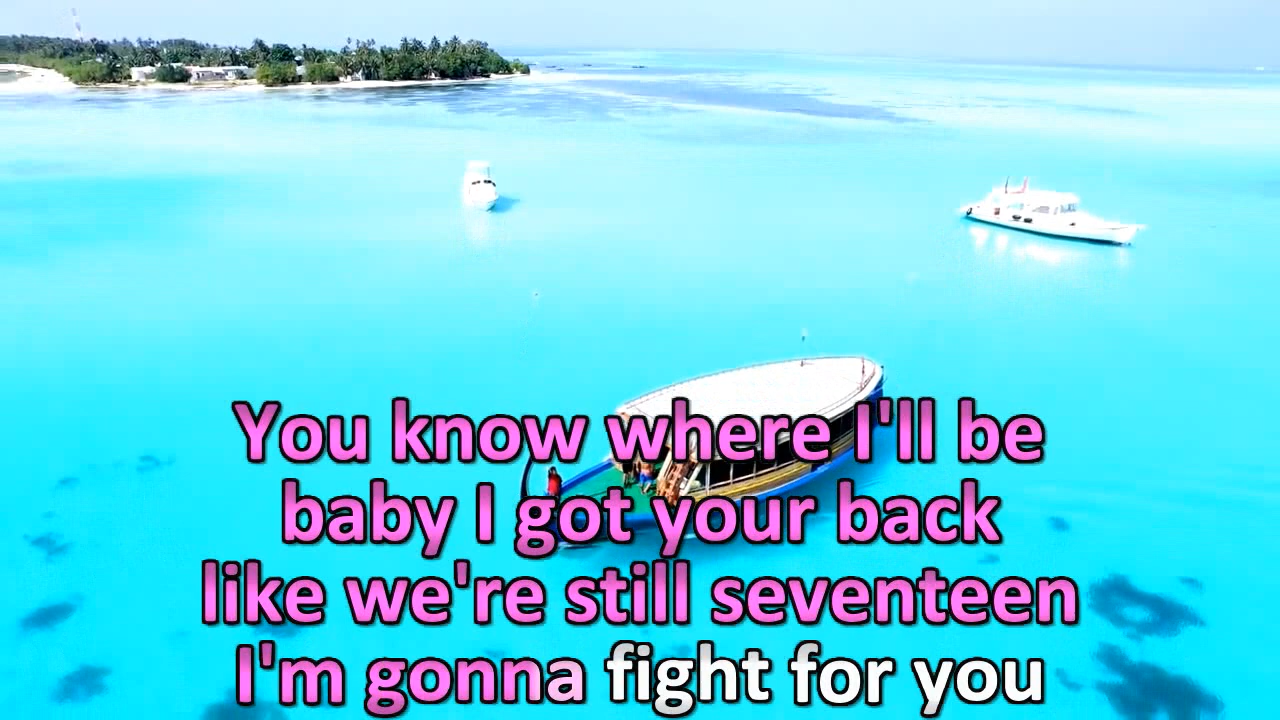 You know where I'll be
baby I got your back
like we're still seventeen
I'm gonna fight for you